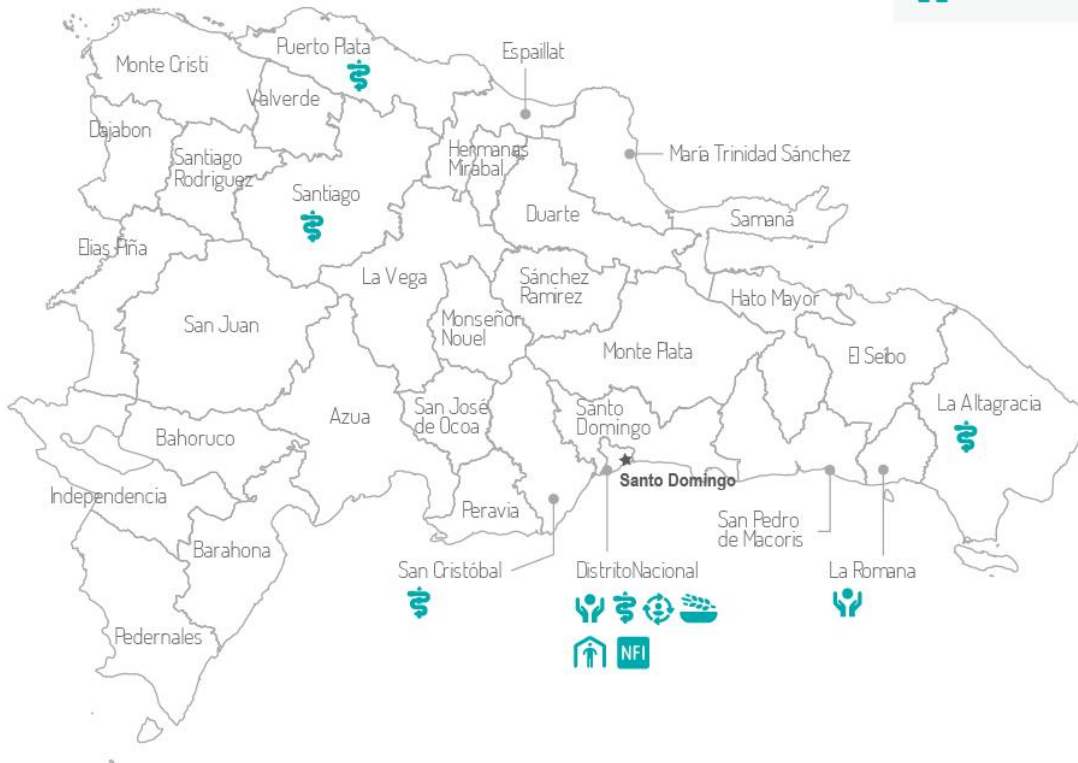 Puerto Plata
Espaillat
Monte Cristi
Valverde
Dajabon
Hermanas
Mirabal
María Trinidad Sánchez
Santiago
Rodriguez
Santiago
Duarte
Samaná
Elias Piña
La Vega
Sánchez
Ramirez
Hato Mayor
San Juan
Monseñor
Nouel
Monte Plata
El Seibo
Azua
San José
de Ocoa
Santo
Domingo
La Altagracia
Bahoruco
Santo Domingo
Independencia
Peravia
San Pedro
de Macoris
Barahona
San Cristóbal
DistritoNacional
La Romana
Pedernales
NFI